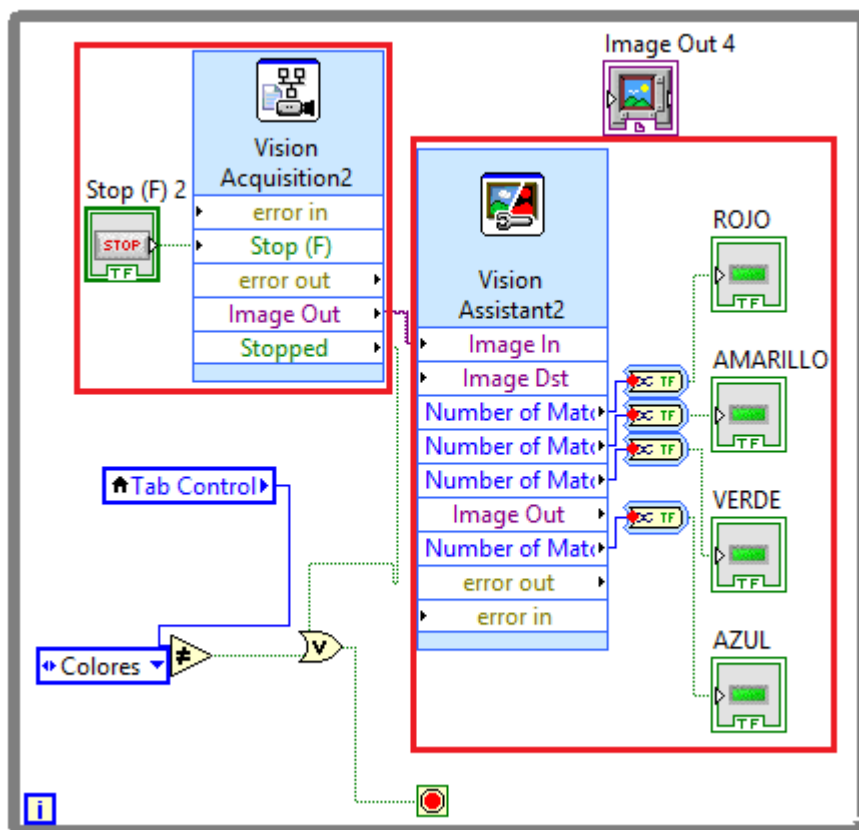 Image Out 4
Vision
Acquisition2
Stop (F) 2
STOP
TF
error in
Stop (F)
error out
Image Out
Stopped
Vision
Assistant2
Image In
Image Dst
Number of Matc
Number of Matc
Number of Matc
Image Out
Number of Matc
error out
error in
TF
TF
TF
TF
ROJO
TF
AMARILLO
TF
VERDE
TF
AZUL
TF
Tab Control
Colores
≠
V
i